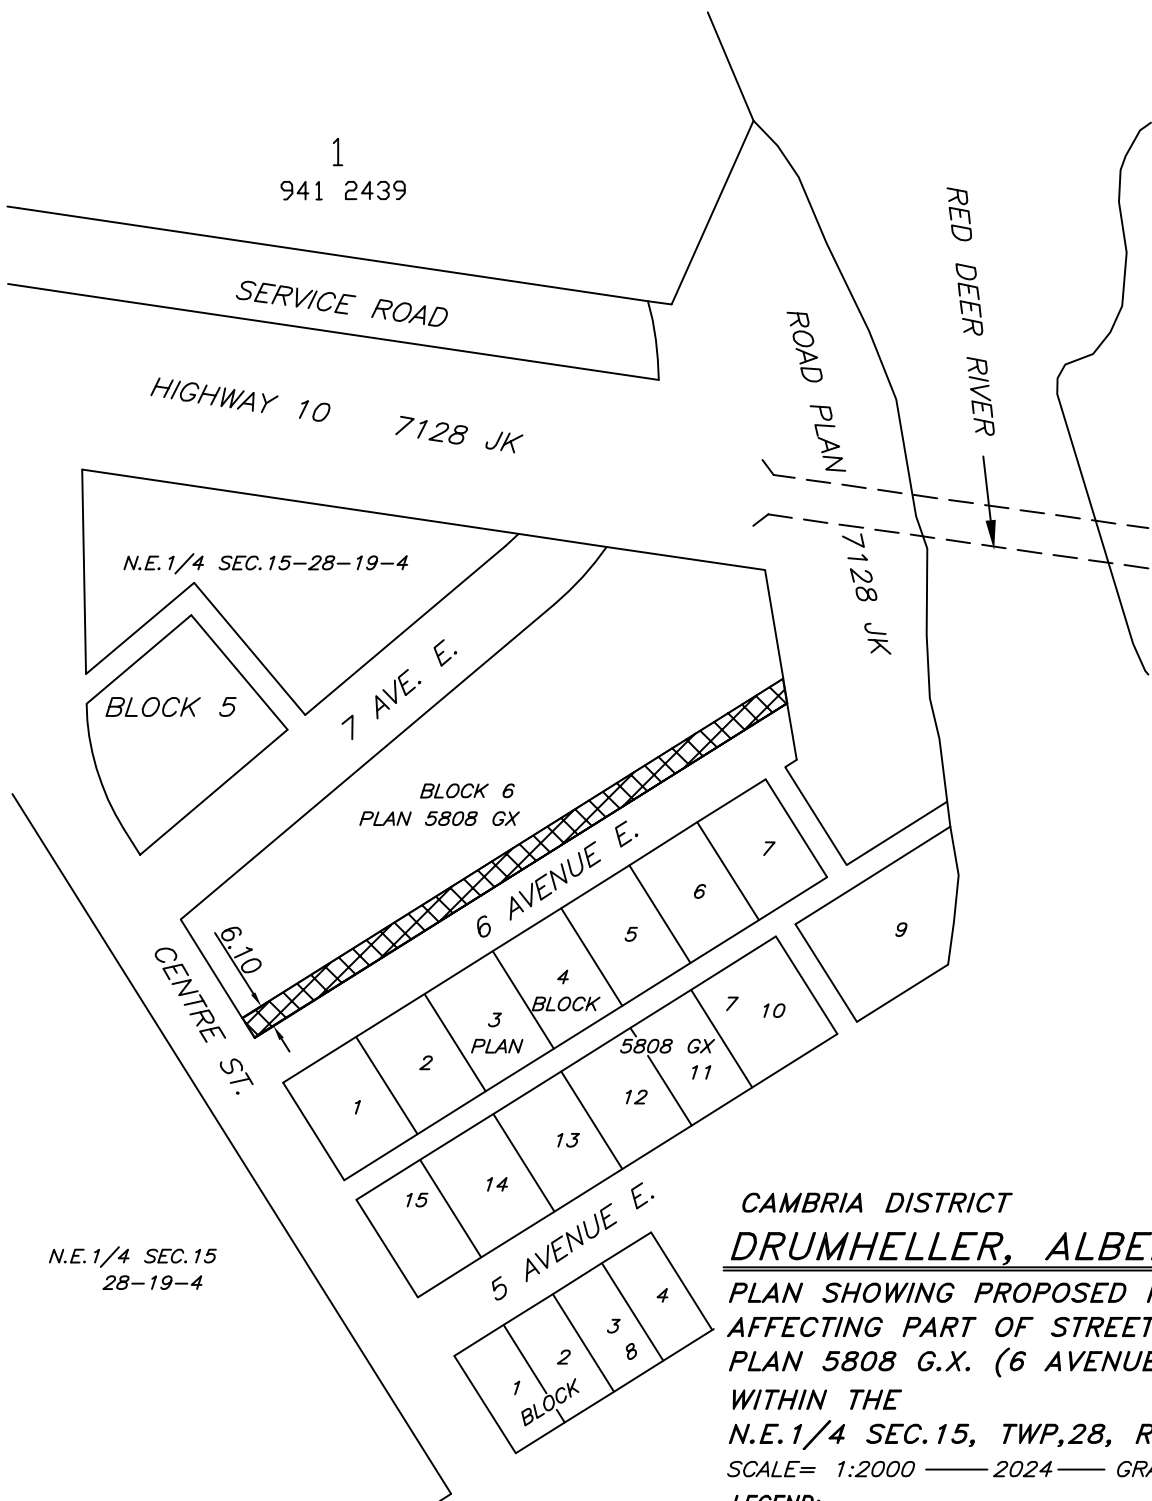 1
941 2439
RED DEER RIVER
SERVICE ROAD
ROAD PLAN
7128 JK
HIGHWAY 10 7128 JK
N.E.1/4 SEC.15-28-19-4
7 AVE. E.
BLOCK 5
BLOCK 6
PLAN 5808 GX
6 AVENUE E.
6.10
CENTRE ST.
7
6
5
4
BLOCK
3
PLAN
2
1
9
7 10
5808 GX
11
12
13
14
15
5 AVENUE E.
N.E.1/4 SEC.15
28-19-4
4
3
8
2
1
BLOCK
CAMBRIA DISTRICT
DRUMHELLER,
PLAN SHOWING PROPOSED
AFFECTING PART OF STREET
PLAN 5808 G.X. (6 AVENUE
WITHIN THE
N.E.1/4 SEC.15, TWP,28,
SCALE= 1:2000 —— 2024 ——
LEGEND: